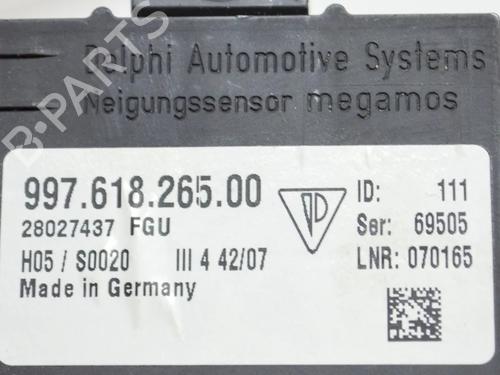 Delphi Automotive Systems
Neigungssensor megamos
997.618.265.00
ID: 111
28027437 FGU
Ser: 69505
H05 / S0020 III 4 42/07
LNR: 070165
Made in Germany
B-PARTS